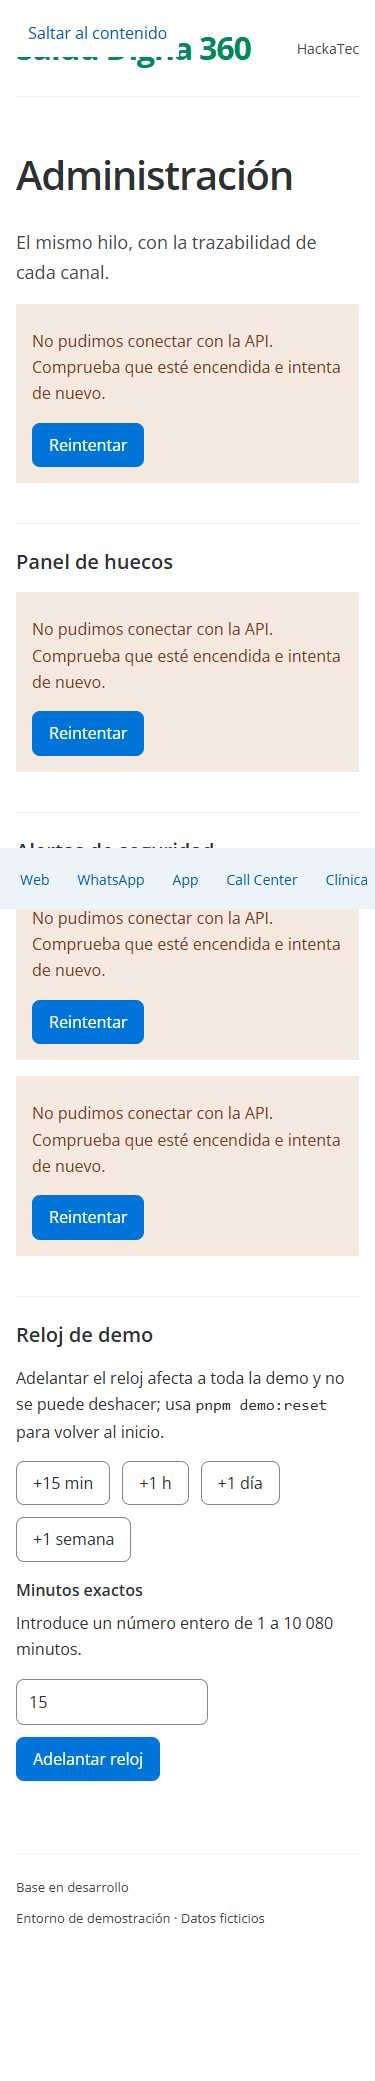 Saltar al contenido
Salud Digna 360
HackaTec
Administración
El mismo hilo, con la trazabilidad de
cada canal.
No pudimos conectar con la API.
Comprueba que esté encendida e intenta
de nuevo.
Reintentar
Panel de huecos
No pudimos conectar con la API.
Comprueba que esté encendida e intenta
de nuevo.
Reintentar
Alertas de seguridad
Web WhatsApp App Call Center Clínica
No pudimos conectar con la API.
Comprueba que esté encendida e intenta
de nuevo.
Reintentar
No pudimos conectar con la API.
Comprueba que esté encendida e intenta
de nuevo.
Reintentar
Reloj de demo
Adelantar el reloj afecta a toda la demo y no
se puede deshacer; usa pnpm demo:reset
para volver al inicio.
+15 min +1 h +1 día
+1 semana
Minutos exactos
Introduce un número entero de 1 a 10 080
minutos.
15
Adelantar reloj
Base en desarrollo
Entorno de demostración · Datos ficticios